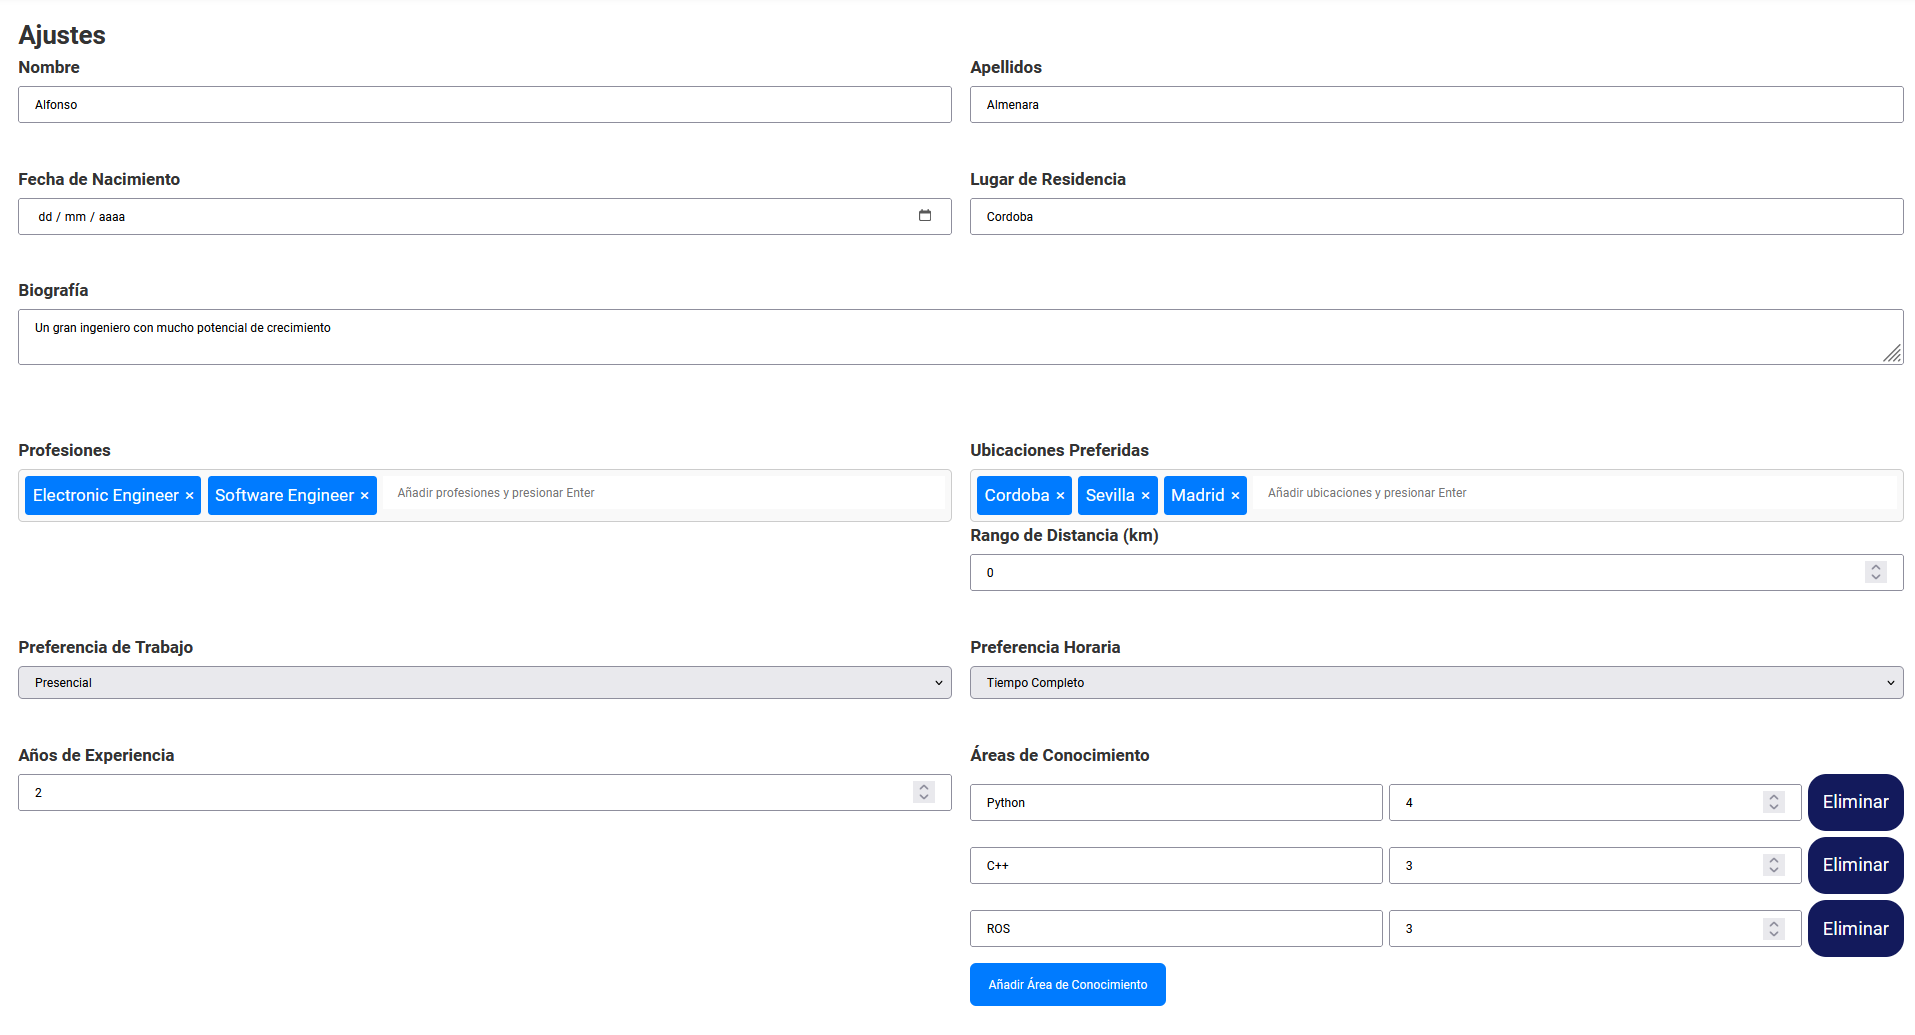 Ajustes
Nombre
Apellidos
Alfonso
Almenara
Fecha de Nacimiento
Lugar de Residencia
dd / mm / aaaa
Cordoba
Biografía
Un gran ingeniero con mucho potencial de crecimiento
Profesiones
Ubicaciones Preferidas
Electronic Engineer × Software Engineer × Añadir profesiones y presionar Enter
Cordoba × Sevilla × Madrid × Añadir ubicaciones y presionar Enter
Rango de Distancia (km)
0
Preferencia de Trabajo
Preferencia Horaria
Presencial
Tiempo Completo
Años de Experiencia
Áreas de Conocimiento
2
Python 4 Eliminar
C++ 3 Eliminar
ROS 3 Eliminar
Añadir Área de Conocimiento